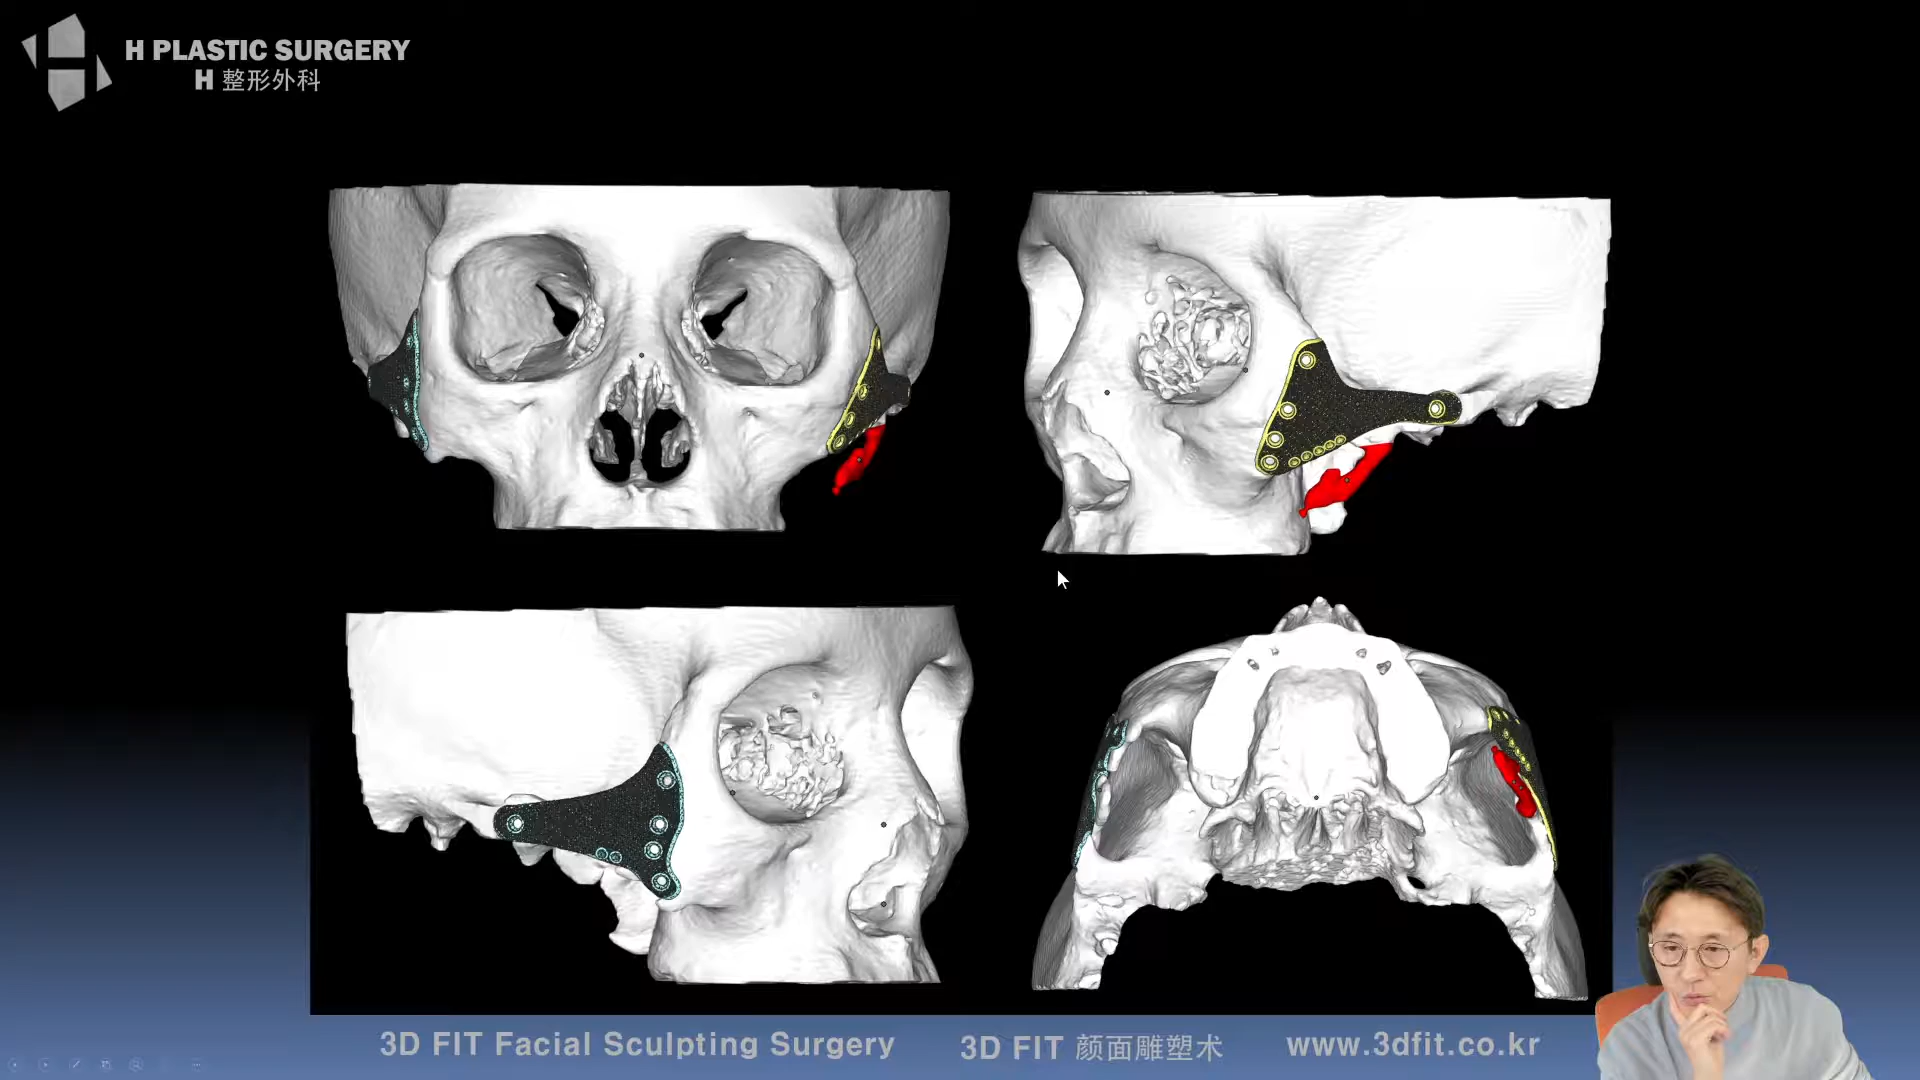 H PLASTIC SURGERY
H 整形外科
3D FIT Facial Sculpting Surgery
3D FIT 颜面雕塑术
www.3dfit.co.kr